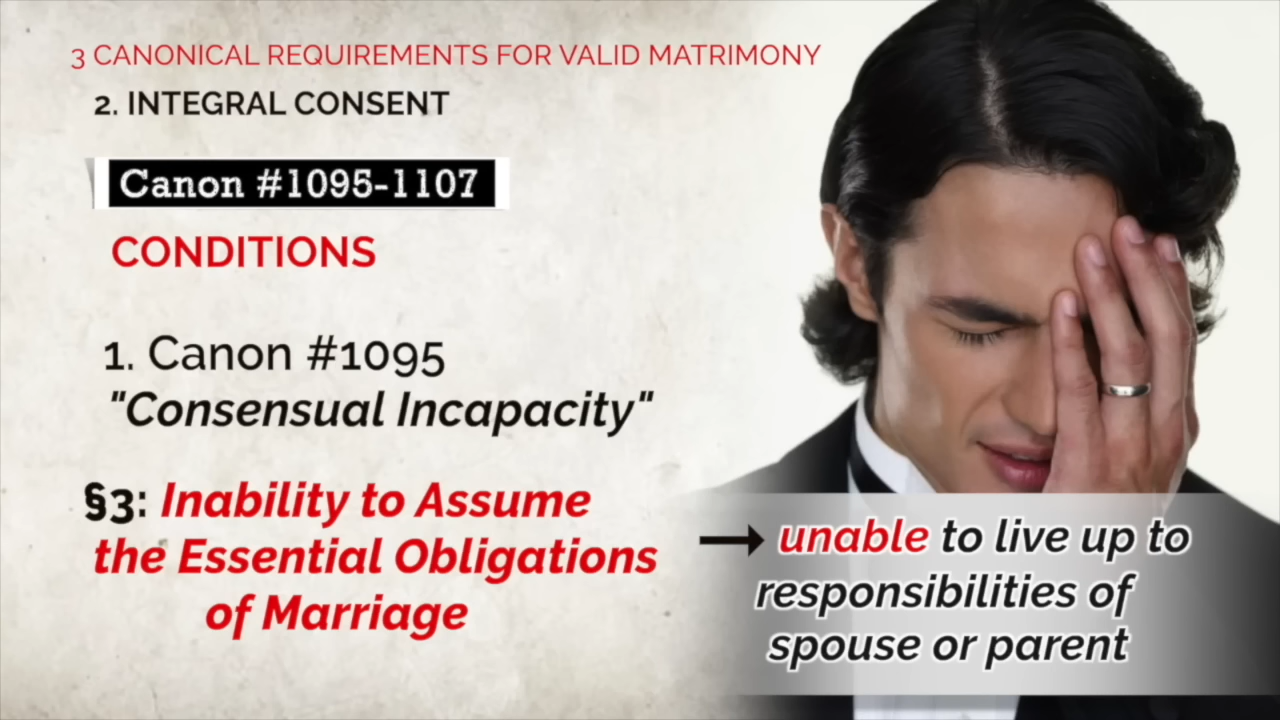 3 CANONICAL REQUIREMENTS FOR VALID MATRIMONY
2. INTEGRAL CONSENT
Canon #1095-1107
CONDITIONS
1. Canon #1095
"Consensual Incapacity"
§3: Inability to Assume
the Essential Obligations
of Marriage
→ unable to live up to
responsibilities of
spouse or parent